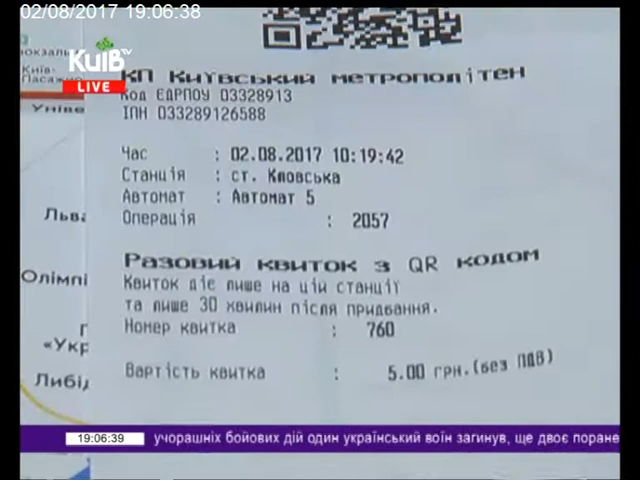 02/08/2017 19:06:38
КиїВ TV
LIVE
КП Київський метрополітен
Код ЄДРПОУ 03328913
ІПН 033289126588
Час : 02.08.2017 10:19:42
Станція : ст. Кловська
Автомат : Автомат 5
Операція : 2057
Разовий квиток з QR кодом
Квиток діє лише на цій станції
та лише 30 хвилин після придбання.
Номер квитка : 760
Вартість квитка : 5.00 грн.(без ПДВ)
19:06:39 учорашніх бойових дій один український воїн загинув, ще двоє поране